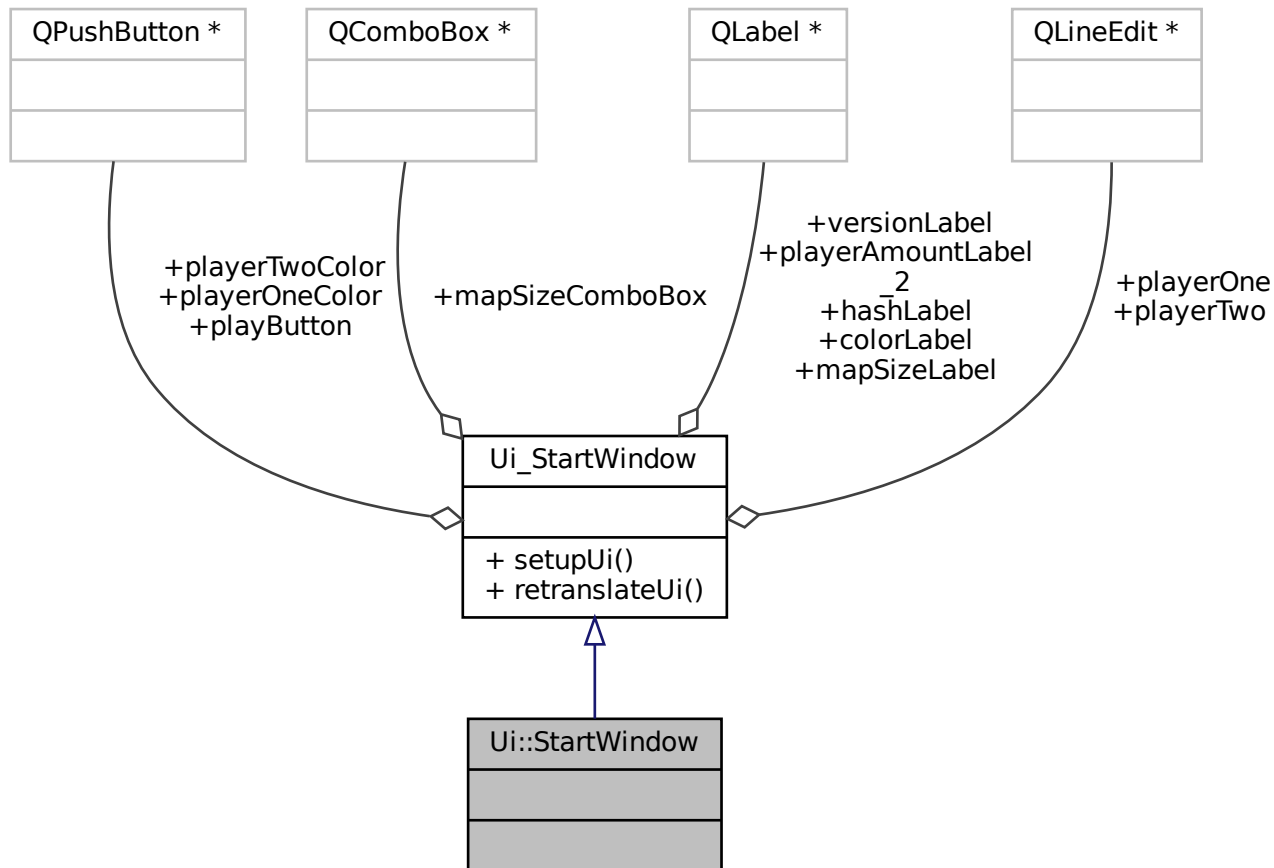 QPushButton *
QComboBox *
QLabel *
QLineEdit *
+playerTwoColor
+playerOneColor
+playButton
+mapSizeComboBox
+versionLabel
+playerAmountLabel
_2
+hashLabel
+colorLabel
+mapSizeLabel
+playerOne
+playerTwo
Ui_StartWindow
+ setupUi()
+ retranslateUi()
Ui::StartWindow